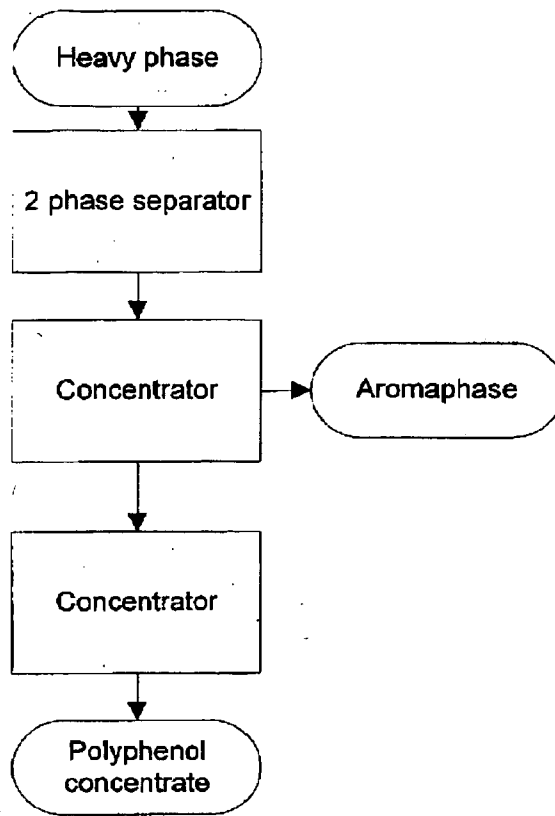 Heavy phase
2 phase separator
Concentrator
Aromaphase
Concentrator
Polyphenol
concentrate